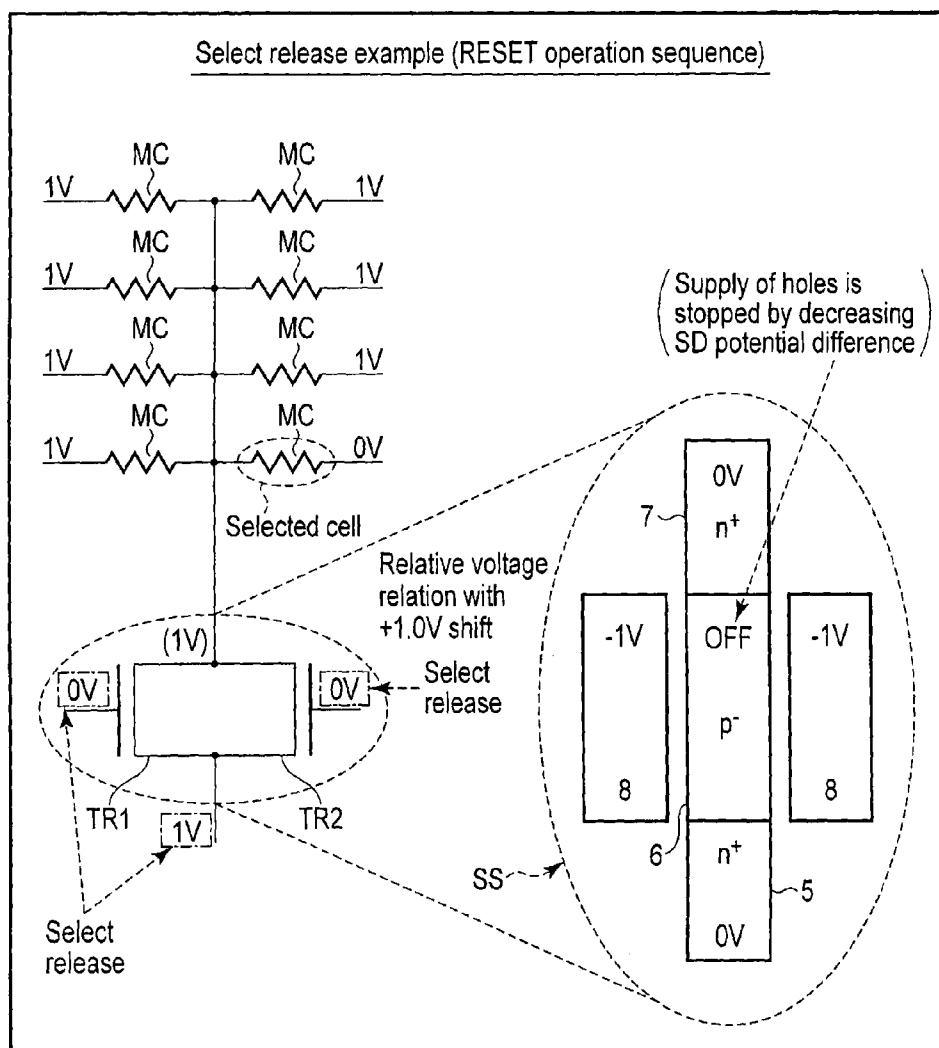 Select release example (RESET operation sequence)
MC MC
1V 1V
MC MC
1V 1V
MC MC
1V 1V
MC MC
1V 0V
Selected cell
(Supply of holes is
stopped by decreasing
SD potential difference)
Relative voltage
relation with
+1.0V shift
(1V)
0V 0V
Select
release
TR1 TR2
1V
Select
release
0V
7 n+
-1V OFF -1V
p-
8 8
6
n+
SS 5
0V